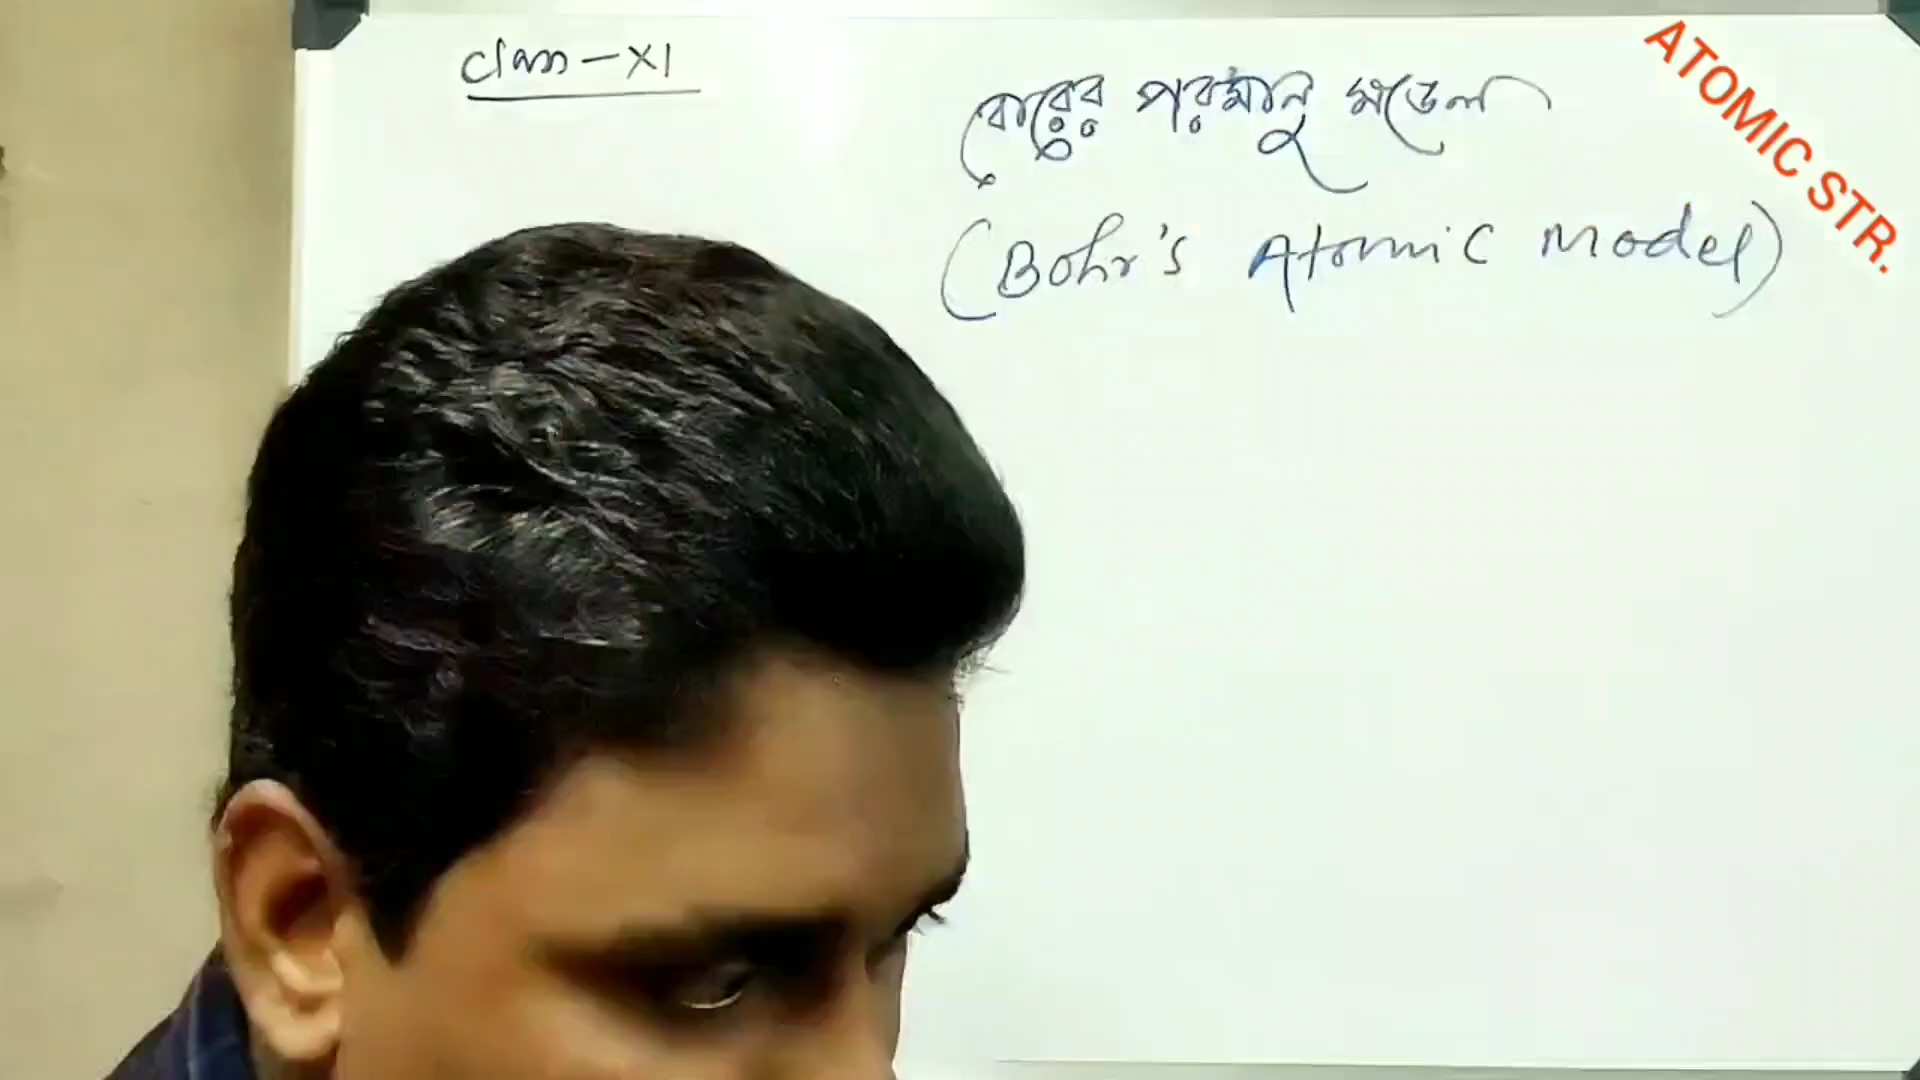 Class - XI
বোরের পরমানু মডেল
(Bohr's Atomic Model)
ATOMIC STR.